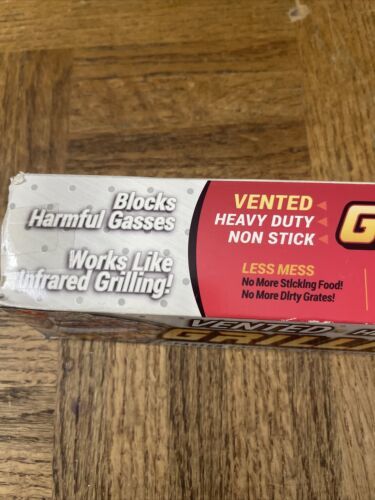 Blocks
Harmful Gasses
Works Like
Infrared Grilling!
VENTED
HEAVY DUTY
NON STICK
G
LESS MESS
No More Sticking Food!
No More Dirty Grates!
VENTED
GRILL